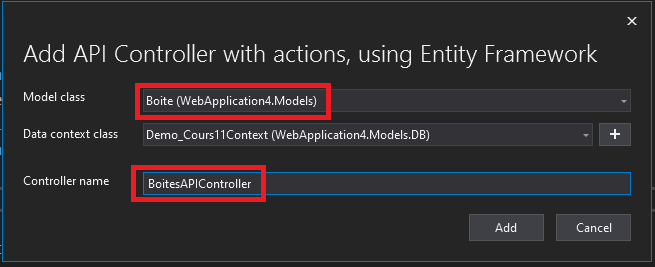 Add API Controller with actions, using Entity Framework
Model class
Boite (WebApplication4.Models)
Data context class
Demo_Cours11Context (WebApplication4.Models.DB)
Controller name
BoitesAPIController
Add
Cancel